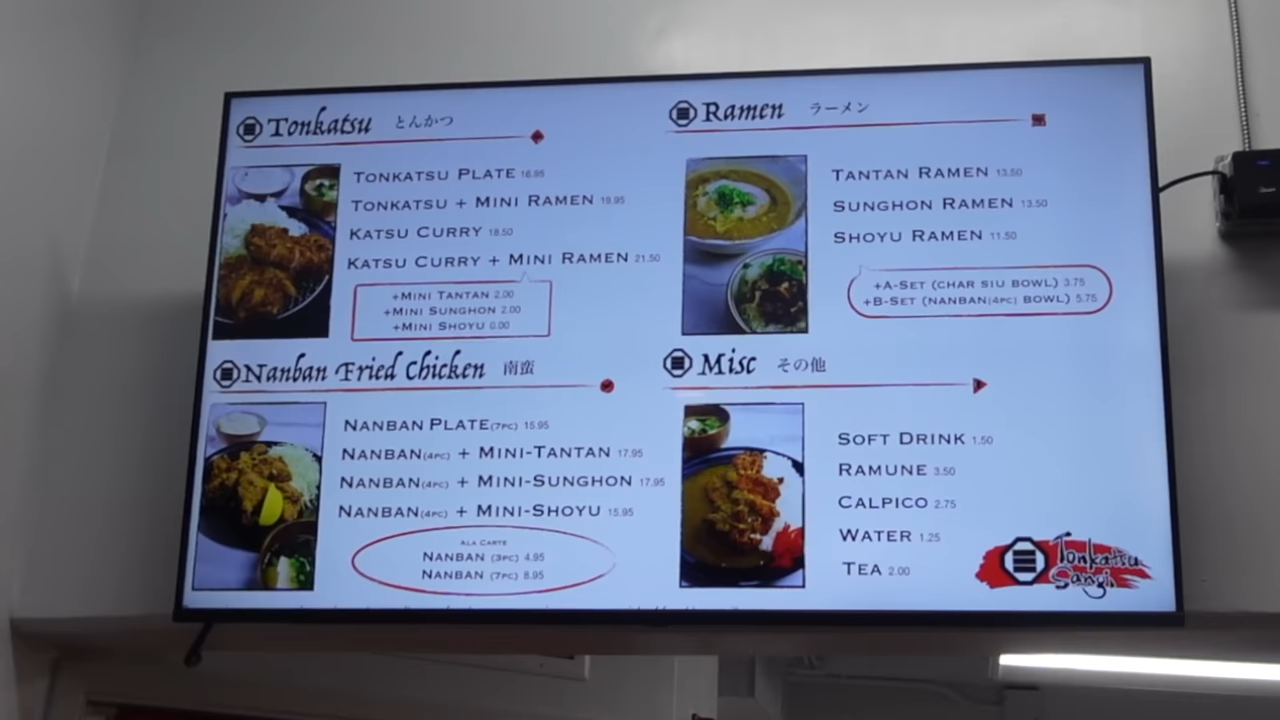 Tonkatsu とんかつ
TONKATSU PLATE 16.95
TONKATSU + MINI RAMEN 19.95
KATSU CURRY 18.50
KATSU CURRY + MINI RAMEN 21.50
+MINI TANTAN 2.00
+MINI SUNGHON 2.00
+MINI SHOYU 0.00
Nanban Fried Chicken 南蛮
NANBAN PLATE(7PC) 15.95
NANBAN(4PC) + MINI-TANTAN 17.95
NANBAN(4PC) + MINI-SUNGHON 17.95
NANBAN(4PC) + MINI-SHOYU 15.95
ALA CARTE
NANBAN (3PC) 4.95
NANBAN (7PC) 8.95
Ramen ラーメン
TANTAN RAMEN 13.50
SUNGHON RAMEN 13.50
SHOYU RAMEN 11.50
+A-SET (CHAR SIU BOWL) 3.75
+B-SET (NANBAN(4PC) BOWL) 5.75
Misc その他
SOFT DRINK 1.50
RAMUNE 3.50
CALPICO 2.75
WATER 1.25
TEA 2.00
Tonkatsu
Sangi